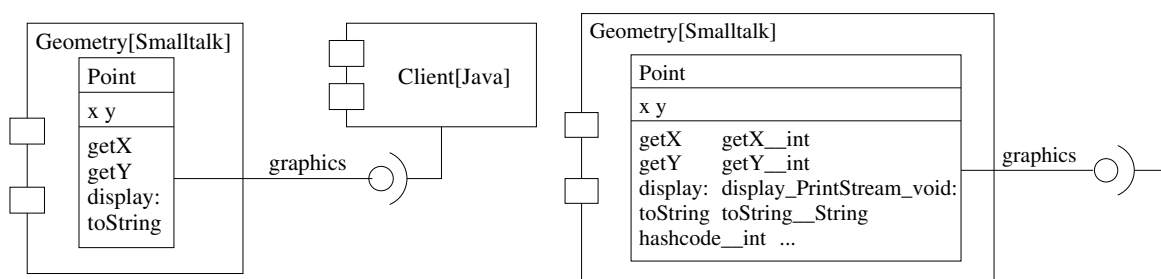 Geometry[Smalltalk]
Point
x y
getX
getY
display:
toString
graphics
Client[Java]
Geometry[Smalltalk]
Point
x y
getX getX__int
getY getY__int
display: display_PrintStream_void:
toString toString__String
hashcode__int ...
graphics